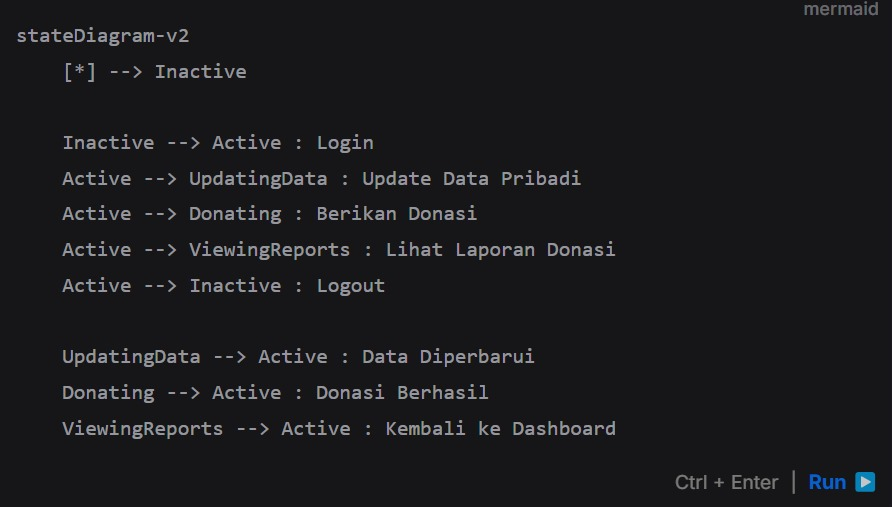 mermaid
stateDiagram-v2
[*] --> Inactive
Inactive --> Active : Login
Active --> UpdatingData : Update Data Pribadi
Active --> Donating : Berikan Donasi
Active --> ViewingReports : Lihat Laporan Donasi
Active --> Inactive : Logout
UpdatingData --> Active : Data Diperbarui
Donating --> Active : Donasi Berhasil
ViewingReports --> Active : Kembali ke Dashboard
Ctrl + Enter | Run